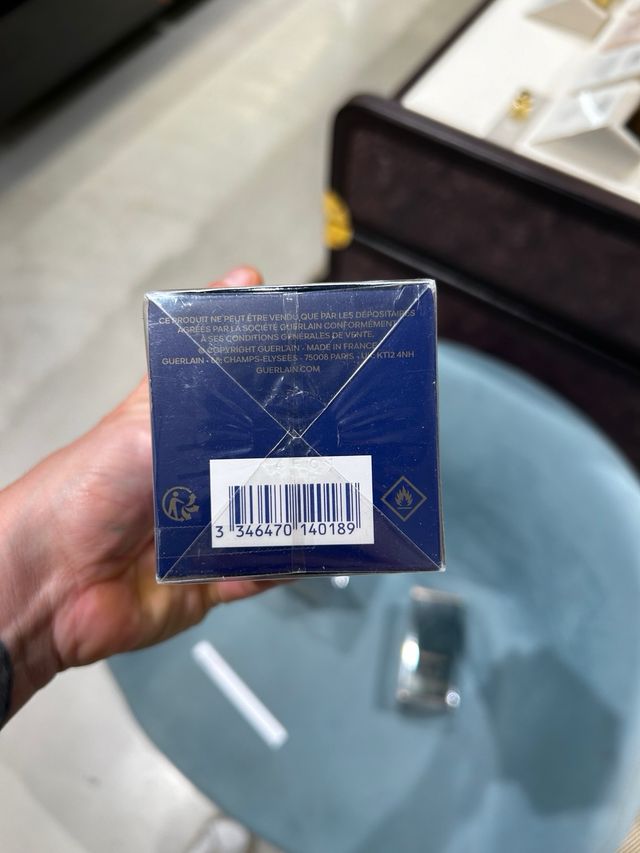 CE PRODUIT NE PEUT ÊTRE VENDU QUE PAR LES DÉPOSITAIRES
AGRÉÉS PAR LA SOCIÉTÉ GUERLAIN CONFORMÉMENT
À SES CONDITIONS GÉNÉRALES DE VENTE.
© COPYRIGHT GUERLAIN - MADE IN FRANCE
GUERLAIN - 68, CHAMPS-ELYSEES - 75008 PARIS - UK: KT12 4NH
GUERLAIN.COM
3 346470 140189